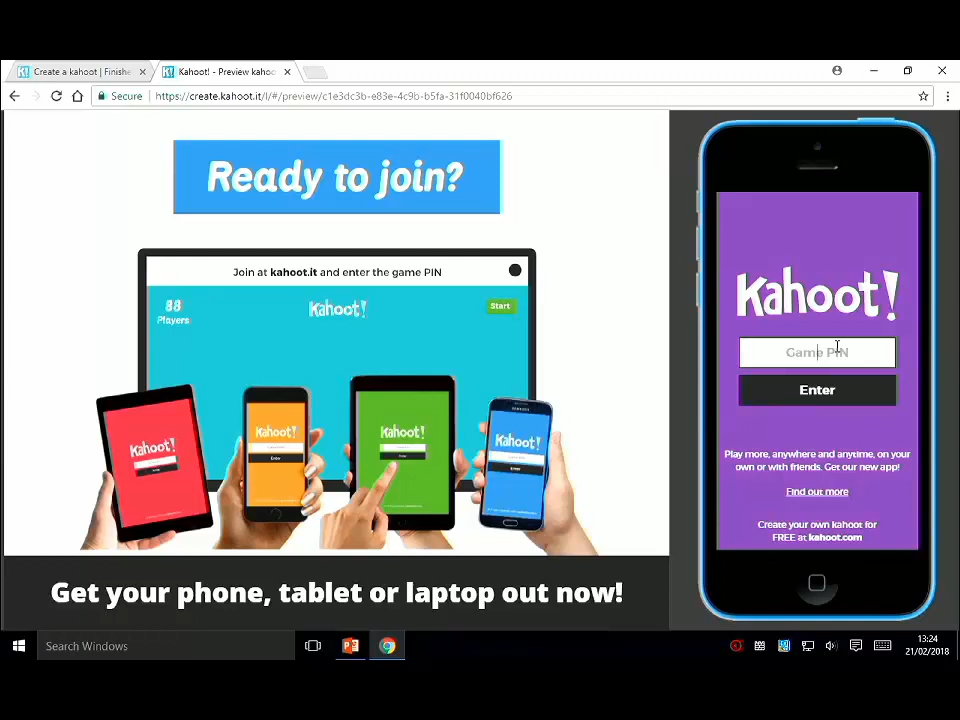 Create a kahoot | Finishe
Kahoot! - Preview kahoo
Secure
https://create.kahoot.it/l/#/preview/c1e3dc3b-e83e-4c9b-b5fa-31f0040bf626
Ready to join?
Join at kahoot.it and enter the game PIN
88
Players
Kahoot!
Start
Kahoot!
Enter
Kahoot!
Enter
Kahoot!
Kahoot!
SAMSUNG
Get your phone, tablet or laptop out now!
Kahoot!
Game PIN
Enter
Play more, anywhere and anytime, on your
own or with friends. Get our new app!
Find out more
Create your own kahoot for
FREE at kahoot.com
Search Windows
13:24
21/02/2018